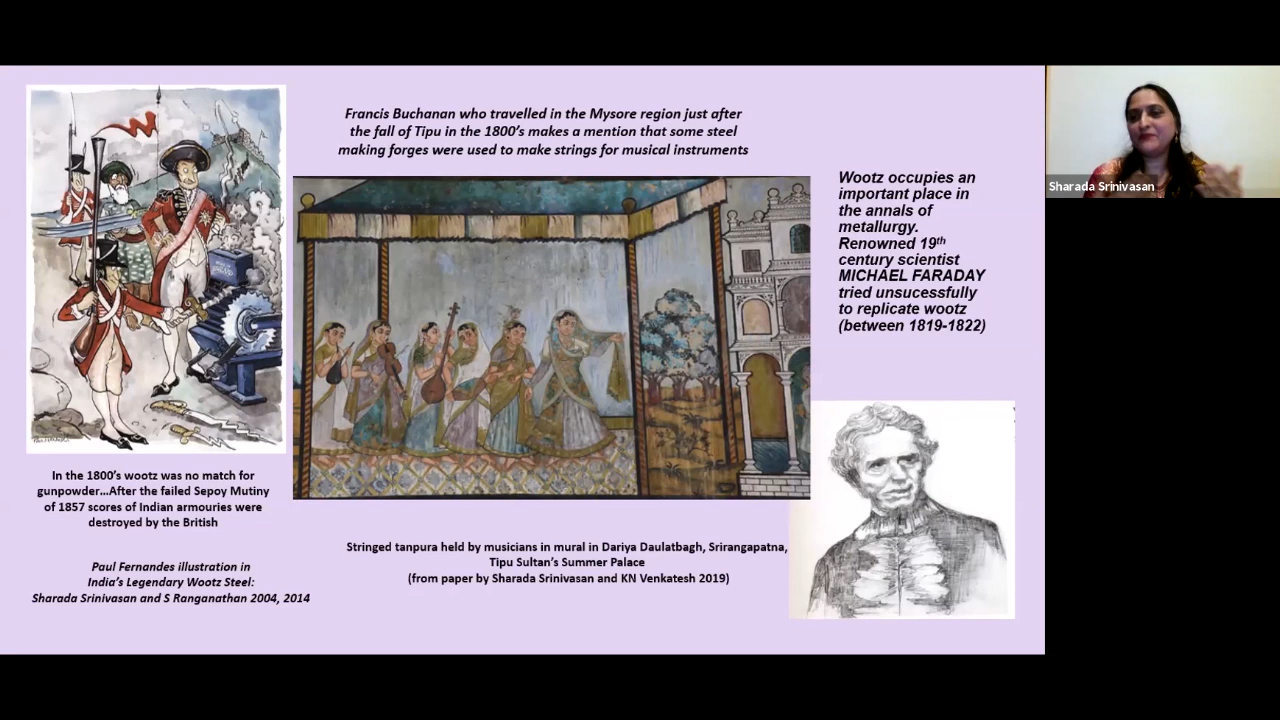 Francis Buchanan who travelled in the Mysore region just after
the fall of Tipu in the 1800's makes a mention that some steel
making forges were used to make strings for musical instruments
Wootz occupies an
important place in
the annals of
metallurgy.
Renowned 19th
century scientist
MICHAEL FARADAY
tried unsucessfully
to replicate wootz
(between 1819-1822)
Sharada Srinivasan
In the 1800's wootz was no match for
gunpowder...After the failed Sepoy Mutiny
of 1857 scores of Indian armouries were
destroyed by the British
Paul Fernandes illustration in
India's Legendary Wootz Steel:
Sharada Srinivasan and S Ranganathan 2004, 2014
Stringed tanpura held by musicians in mural in Dariya Daulatbagh, Srirangapatna,
Tipu Sultan's Summer Palace
(from paper by Sharada Srinivasan and KN Venkatesh 2019)